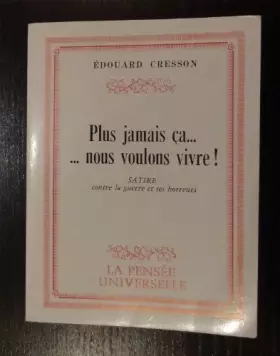 ÉDOUARD CRESSON
Plus jamais ça...
... nous voulons vivre !
SATIRE
contre la guerre et ses horreurs
LA PENSÉE
UNIVERSELLE